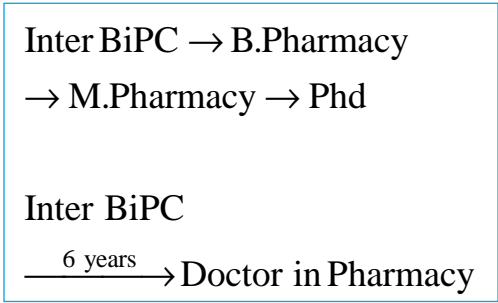 Inter BiPC → B.Pharmacy
→ M.Pharmacy → Phd
Inter BiPC
6 years
→ Doctor in Pharmacy